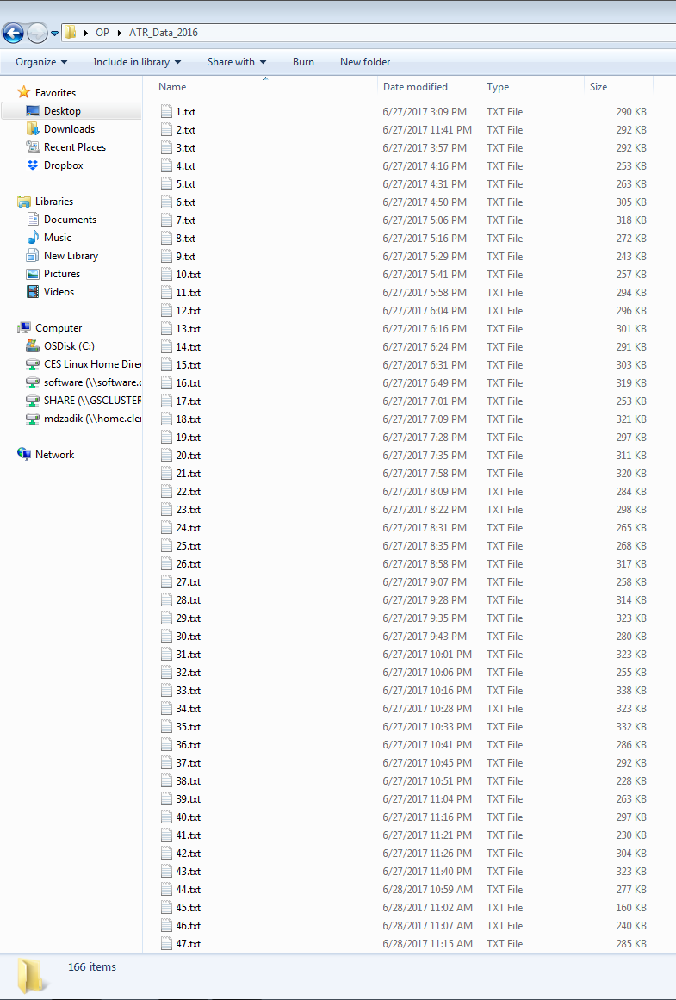 OP ATR_Data_2016
Organize Include in library Share with Burn New folder
Favorites
Desktop
Downloads
Recent Places
Dropbox
Libraries
Documents
Music
New Library
Pictures
Videos
Computer
OSDisk (C:)
CES Linux Home Dire
software (\\software.c
SHARE (\\GSCLUSTER
mdzadik (\\home.cler
Network
Name Date modified Type Size
1.txt 6/27/2017 3:09 PM TXT File 290 KB
2.txt 6/27/2017 11:41 PM TXT File 292 KB
3.txt 6/27/2017 3:57 PM TXT File 292 KB
4.txt 6/27/2017 4:16 PM TXT File 253 KB
5.txt 6/27/2017 4:31 PM TXT File 263 KB
6.txt 6/27/2017 4:50 PM TXT File 305 KB
7.txt 6/27/2017 5:06 PM TXT File 318 KB
8.txt 6/27/2017 5:16 PM TXT File 272 KB
9.txt 6/27/2017 5:29 PM TXT File 243 KB
10.txt 6/27/2017 5:41 PM TXT File 257 KB
11.txt 6/27/2017 5:58 PM TXT File 294 KB
12.txt 6/27/2017 6:04 PM TXT File 296 KB
13.txt 6/27/2017 6:16 PM TXT File 301 KB
14.txt 6/27/2017 6:24 PM TXT File 291 KB
15.txt 6/27/2017 6:31 PM TXT File 303 KB
16.txt 6/27/2017 6:49 PM TXT File 319 KB
17.txt 6/27/2017 7:01 PM TXT File 253 KB
18.txt 6/27/2017 7:09 PM TXT File 321 KB
19.txt 6/27/2017 7:28 PM TXT File 297 KB
20.txt 6/27/2017 7:35 PM TXT File 311 KB
21.txt 6/27/2017 7:58 PM TXT File 320 KB
22.txt 6/27/2017 8:09 PM TXT File 284 KB
23.txt 6/27/2017 8:22 PM TXT File 298 KB
24.txt 6/27/2017 8:31 PM TXT File 265 KB
25.txt 6/27/2017 8:35 PM TXT File 268 KB
26.txt 6/27/2017 8:58 PM TXT File 317 KB
27.txt 6/27/2017 9:07 PM TXT File 258 KB
28.txt 6/27/2017 9:28 PM TXT File 314 KB
29.txt 6/27/2017 9:35 PM TXT File 323 KB
30.txt 6/27/2017 9:43 PM TXT File 280 KB
31.txt 6/27/2017 10:01 PM TXT File 323 KB
32.txt 6/27/2017 10:06 PM TXT File 255 KB
33.txt 6/27/2017 10:16 PM TXT File 338 KB
34.txt 6/27/2017 10:28 PM TXT File 323 KB
35.txt 6/27/2017 10:33 PM TXT File 332 KB
36.txt 6/27/2017 10:41 PM TXT File 286 KB
37.txt 6/27/2017 10:45 PM TXT File 292 KB
38.txt 6/27/2017 10:51 PM TXT File 228 KB
39.txt 6/27/2017 11:04 PM TXT File 263 KB
40.txt 6/27/2017 11:16 PM TXT File 297 KB
41.txt 6/27/2017 11:21 PM TXT File 230 KB
42.txt 6/27/2017 11:26 PM TXT File 304 KB
43.txt 6/27/2017 11:40 PM TXT File 323 KB
44.txt 6/28/2017 10:59 AM TXT File 277 KB
45.txt 6/28/2017 11:02 AM TXT File 160 KB
46.txt 6/28/2017 11:07 AM TXT File 240 KB
47.txt 6/28/2017 11:15 AM TXT File 285 KB
166 items